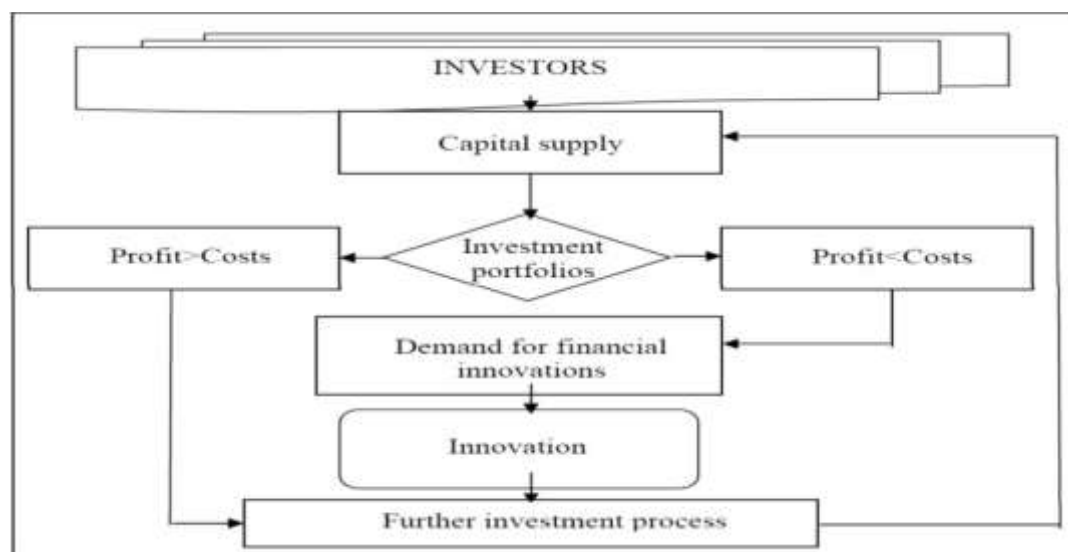 INVESTORS
Capital supply
Profit>Costs
Investment
portfolios
Profit<Costs
Demand for financial
innovations
Innovation
Further investment process